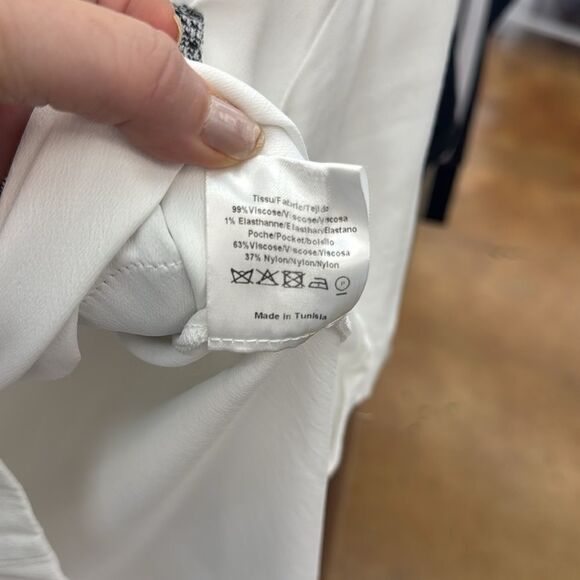 Tissu/Fabric/Tejido
99%Viscose/Viscose/Viscosa
1% Elasthanne/Elasthan/Elastano
Poche/Pocket/bolsillo
63%Viscose/Viscose/Viscosa
37% Nylon/Nylon/Nylon
P
Made in Tunisia